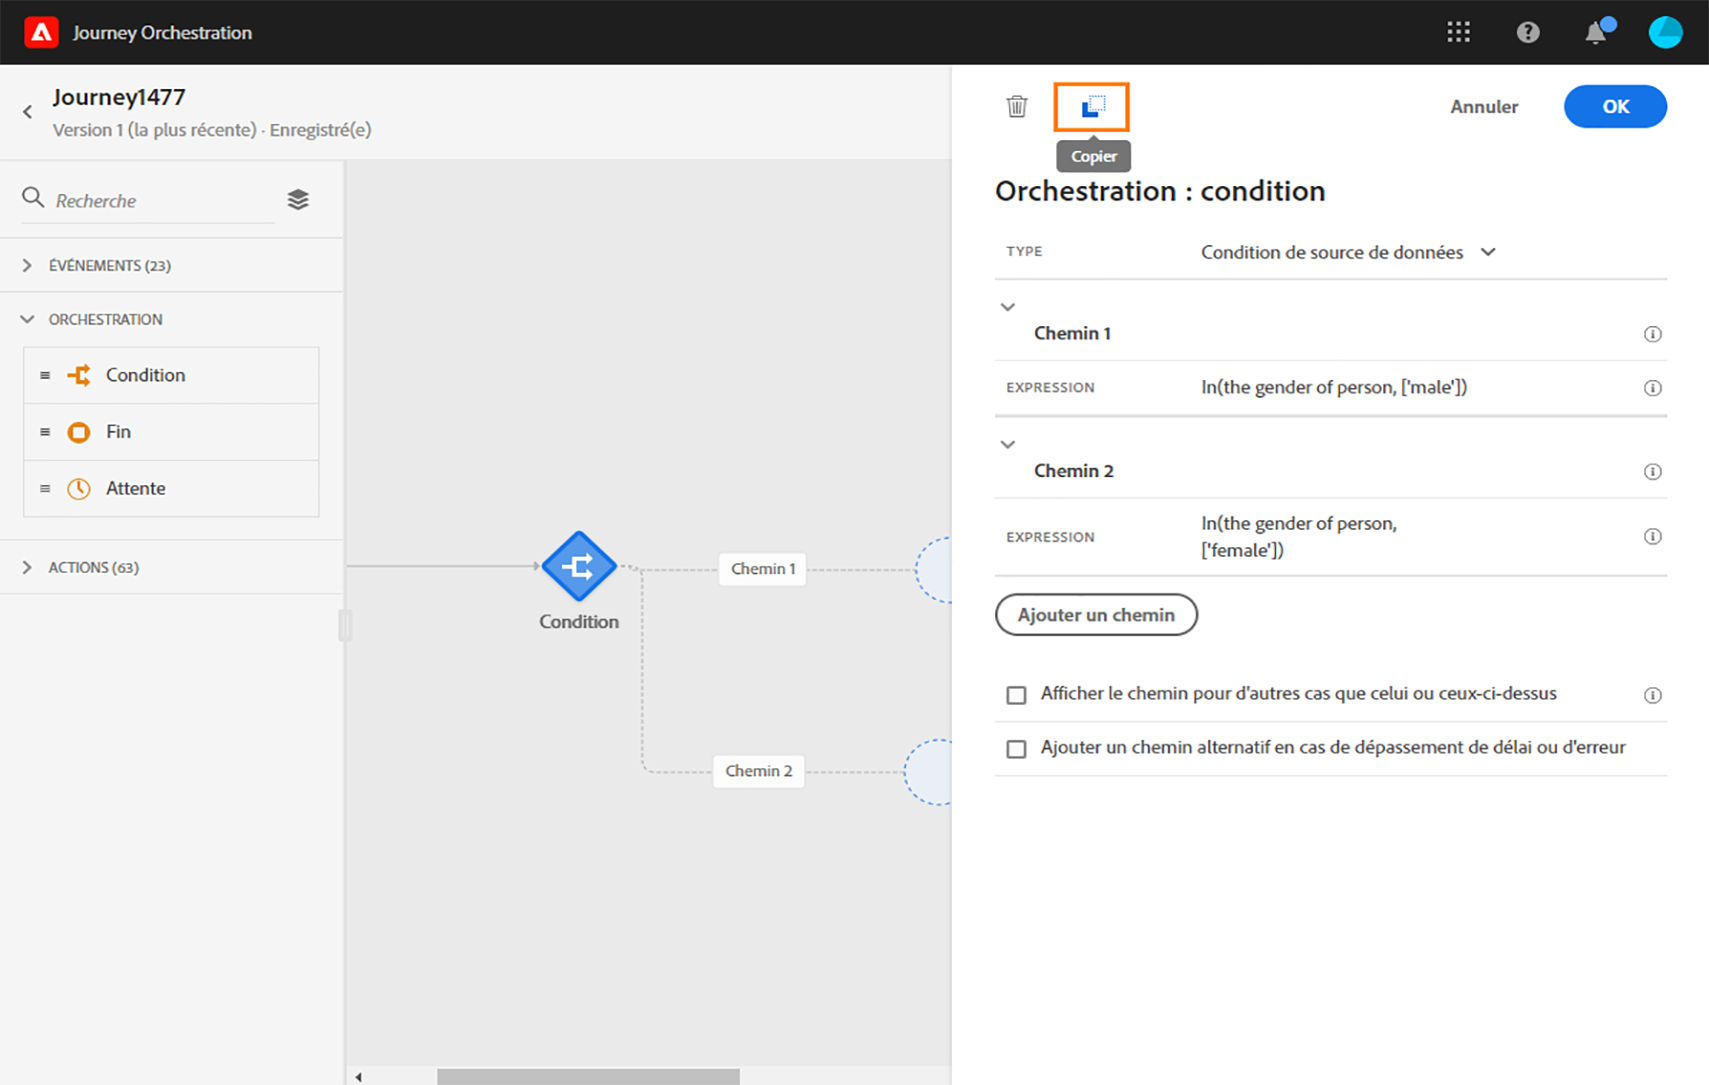 Journey Orchestration
Journey1477
Version 1 (la plus récente) · Enregistré(e)
Recherche
ÉVÉNEMENTS (23)
ORCHESTRATION
Condition
Fin
Attente
ACTIONS (63)
Condition
Chemin 1
Chemin 2
Annuler
OK
Copier
Orchestration : condition
TYPE
Condition de source de données
Chemin 1
EXPRESSION
In(the gender of person, ['male'])
Chemin 2
EXPRESSION
In(the gender of person,
['female'])
Ajouter un chemin
Afficher le chemin pour d'autres cas que celui ou ceux-ci-dessus
Ajouter un chemin alternatif en cas de dépassement de délai ou d'erreur